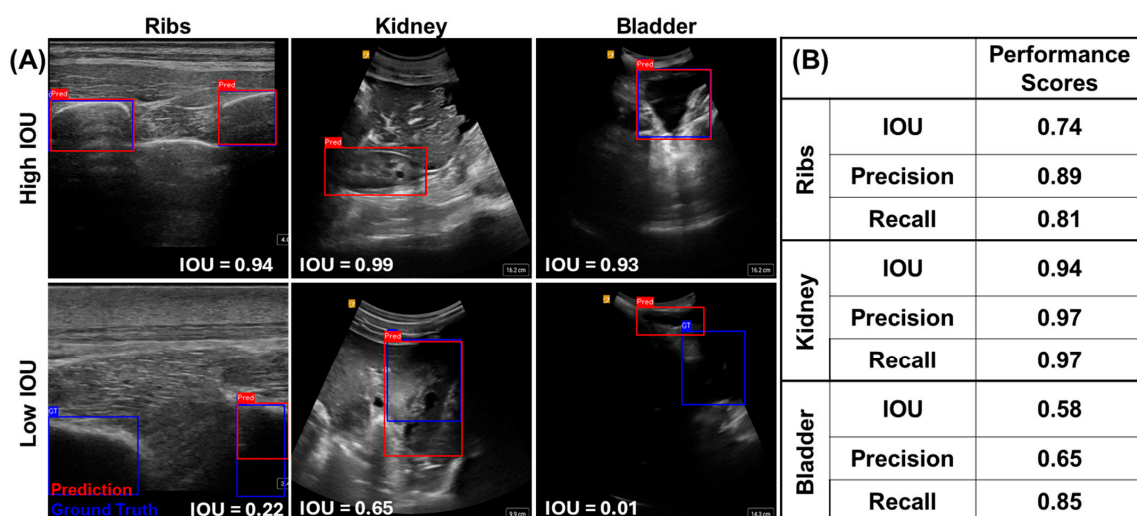 Ribs Kidney Bladder
(A)
High IOU
Pred
Pred
Pred
Pred
IOU = 0.94
IOU = 0.99
IOU = 0.93
16.2 cm
16.2 cm
Low IOU
GT
Pred
Pred
Pred
GT
Prediction
Ground Truth
IOU = 0.22
IOU = 0.65
IOU = 0.01
9.9 cm
14.3 cm
(B)
Performance
Scores
Ribs
IOU 0.74
Precision 0.89
Recall 0.81
Kidney
IOU 0.94
Precision 0.97
Recall 0.97
Bladder
IOU 0.58
Precision 0.65
Recall 0.85